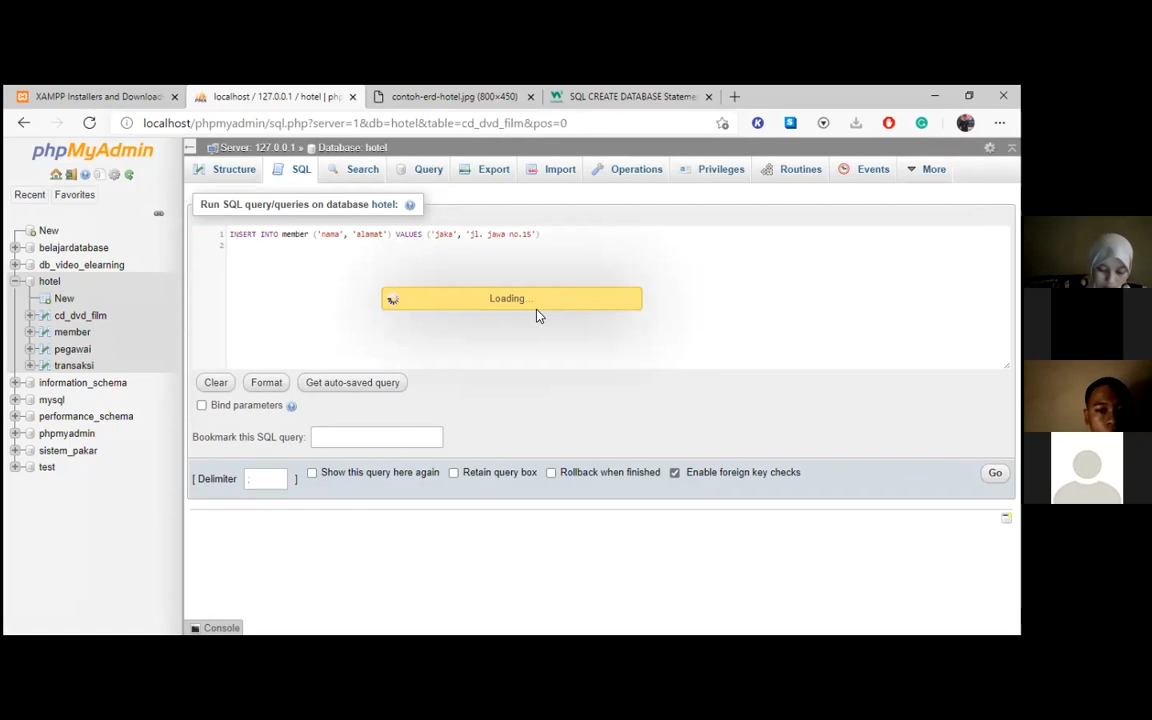 XAMPP Installers and Download
localhost / 127.0.0.1 / hotel | ph
contoh-erd-hotel.jpg (800×450)
SQL CREATE DATABASE Stateme
localhost/phpmyadmin/sql.php?server=1&db=hotel&table=cd_dvd_film&pos=0
phpMyAdmin
Server: 127.0.0.1 » Database: hotel
Structure SQL Search Query Export Import Operations Privileges Routines Events More
Recent Favorites
Run SQL query/queries on database hotel:
New
belajardatabase
db_video_elearning
hotel
New
cd_dvd_film
member
pegawai
transaksi
information_schema
mysql
performance_schema
phpmyadmin
sistem_pakar
test
1 INSERT INTO member ('nama', 'alamat') VALUES ('jaka', 'jl. jawa no.15')
2
Loading...
Clear Format Get auto-saved query
Bind parameters
Bookmark this SQL query:
[ Delimiter ; ] Show this query here again Retain query box Rollback when finished Enable foreign key checks Go
Console